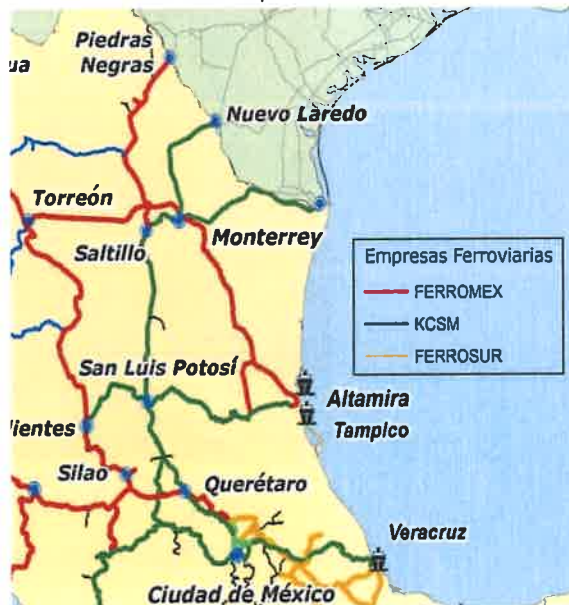 Piedras
Negras
ua
Nuevo Laredo
Torreón
Saltillo
Monterrey
Empresas Ferroviarias
FERROMEX
KCSM
FERROSUR
San Luis Potosí
Altamira
Tampico
lientes
Silao
Querétaro
Veracruz
Ciudad de México